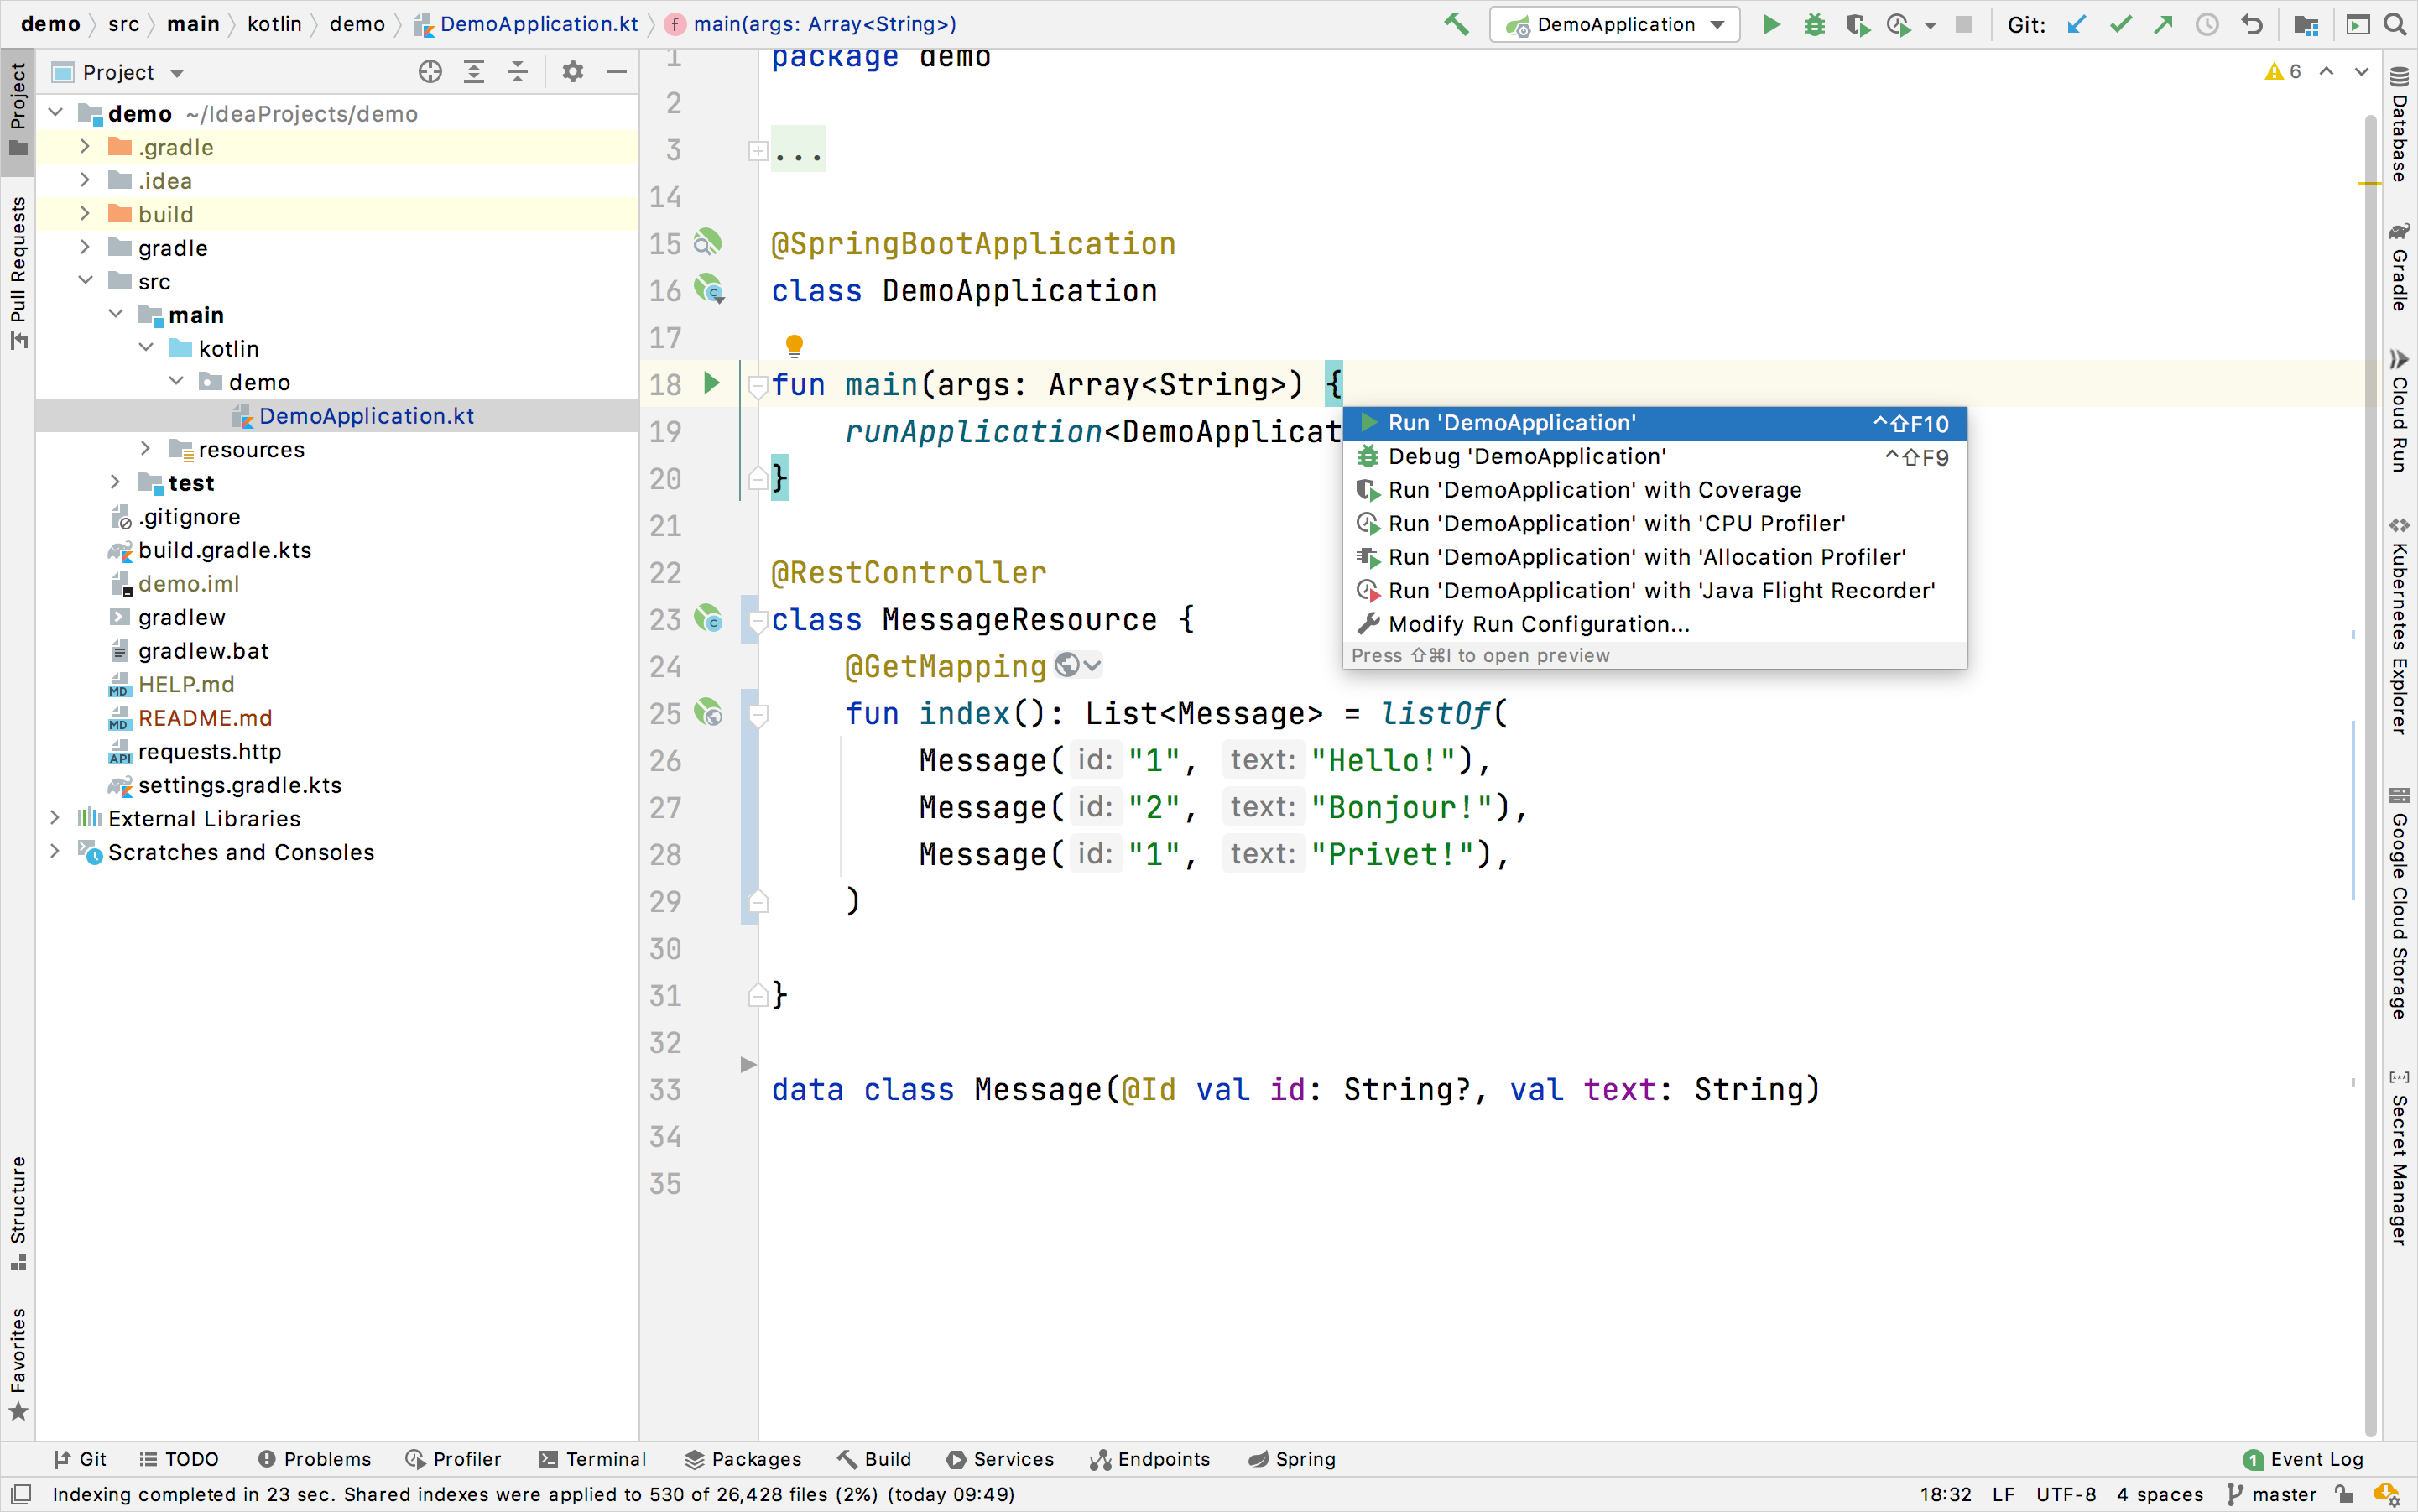 demo src main kotlin demo DemoApplication.kt f main(args: Array<String>)
DemoApplication
Git:
Project
Pull Requests
Structure
Favorites
Project
demo ~/IdeaProjects/demo
.gradle
.idea
build
gradle
src
main
kotlin
demo
DemoApplication.kt
resources
test
.gitignore
build.gradle.kts
demo.iml
gradlew
gradlew.bat
MD HELP.md
MD README.md
API requests.http
settings.gradle.kts
External Libraries
Scratches and Consoles
6
1 package demo
2
3 ...
14
15 @SpringBootApplication
16 class DemoApplication
17
18 fun main(args: Array<String>) {
19 runApplication<DemoApplicat
20 }
21
22 @RestController
23 class MessageResource {
24 @GetMapping
25 fun index(): List<Message> = listOf(
26 Message( id: "1", text: "Hello!"),
27 Message( id: "2", text: "Bonjour!"),
28 Message( id: "1", text: "Privet!"),
29 )
30
31 }
32
33 data class Message(@Id val id: String?, val text: String)
34
35
Run 'DemoApplication' ^⇧F10
Debug 'DemoApplication' ^⇧F9
Run 'DemoApplication' with Coverage
Run 'DemoApplication' with 'CPU Profiler'
Run 'DemoApplication' with 'Allocation Profiler'
Run 'DemoApplication' with 'Java Flight Recorder'
Modify Run Configuration...
Press ⇧⌘I to open preview
Database
Gradle
Cloud Run
Kubernetes Explorer
Google Cloud Storage
Secret Manager
Git TODO Problems Profiler Terminal Packages Build Services Endpoints Spring 1 Event Log
Indexing completed in 23 sec. Shared indexes were applied to 530 of 26,428 files (2%) (today 09:49) 18:32 LF UTF-8 4 spaces master